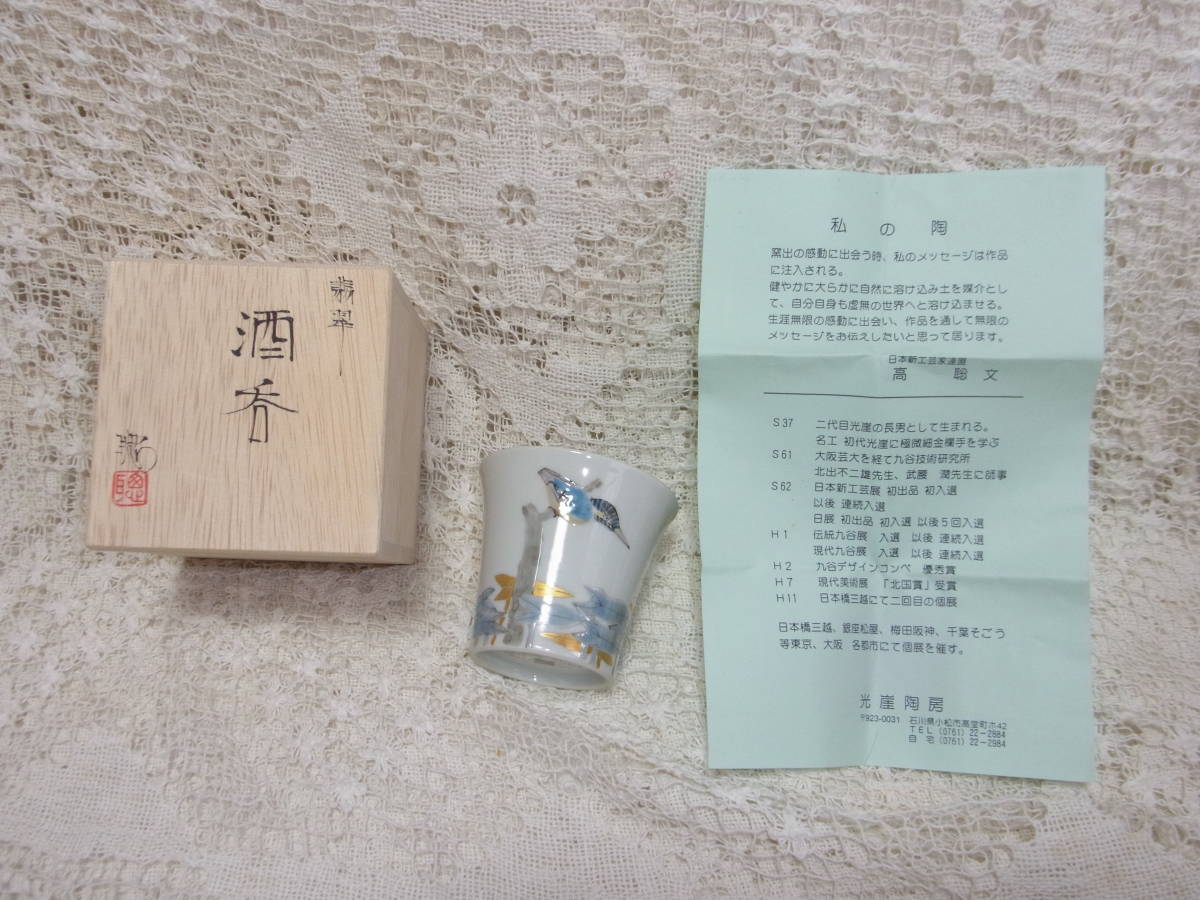 翡翠
酒呑
私の陶
窯出の感動に出会う時、私のメッセージは作品
に注入される。
健やかに大らかに自然に溶け込み土を媒介とし
て、自分自身も虚無の世界へと溶け込ませる。
生涯無限の感動に出会い、作品を通して無限の
メッセージをお伝えしたいと思って居ります。
日本新工芸家連盟
高 聡文
S37 二代目光崖の長男として生まれる。
名工 初代光崖に極微細金襴手を学ぶ
S61 大阪芸大を経て九谷技術研究所
北出不二雄先生、武腰 潤先生に師事
S62 日本新工芸展 初出品 初入選
以後 連続入選
日展 初出品 初入選 以後5回入選
H1 伝統九谷展 入選 以後 連続入選
現代九谷展 入選 以後 連続入選
H2 九谷デザインコンペ 優秀賞
H7 現代美術展 「北国賞」受賞
H11 日本橋三越にて二回目の個展
日本橋三越、銀座松屋、梅田阪神、千葉そごう
等東京、大阪 各都市にて個展を催す。
光崖陶房
〒923-0031 石川県小松市高堂町ホ42
TEL (0761) 22-2884
自宅 (0761) 22-2984